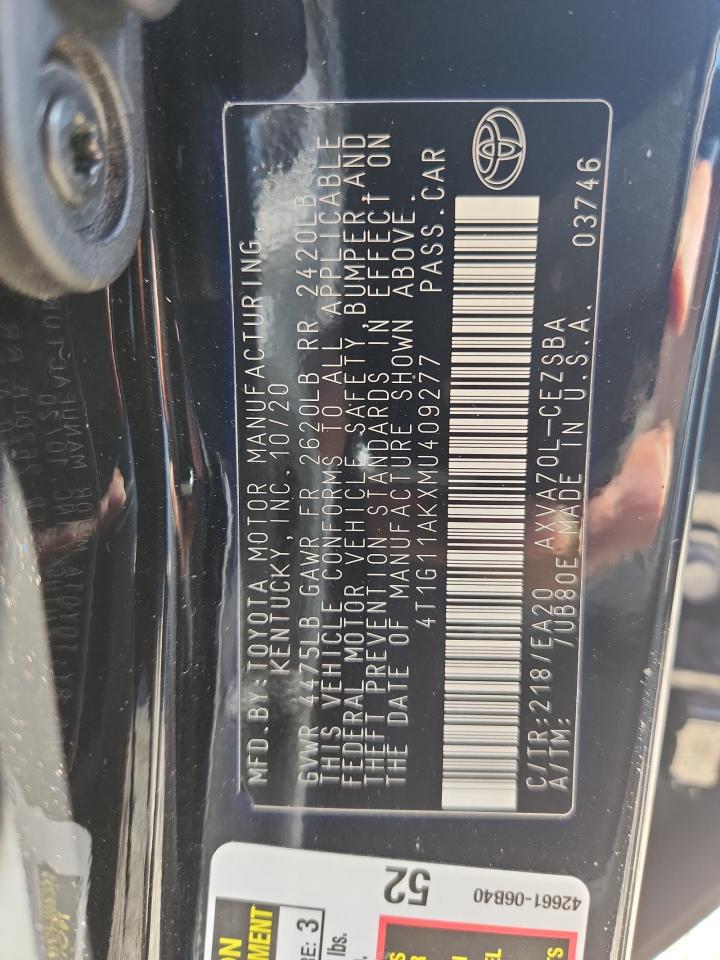 MFD.BY:TOYOTA MOTOR MANUFACTURING,
KENTUCKY, INC. 10/20
GVWR 4475LB GAWR FR 2620LB RR 2420LB
THIS VEHICLE CONFORMS TO ALL APPLICABLE
FEDERAL MOTOR VEHICLE SAFETY, BUMPER, AND
THEFT PREVENTION STANDARDS IN EFFECT ON
THE DATE OF MANUFACTURE SHOWN ABOVE.
4T1G11AKXMU409277 PASS.CAR
C/TR:218/EA20 AXVA70L-CEZSBA
A/TM: 7UB80E MADE IN U.S.A. 03746
52
42661-06B40
3
lbs.